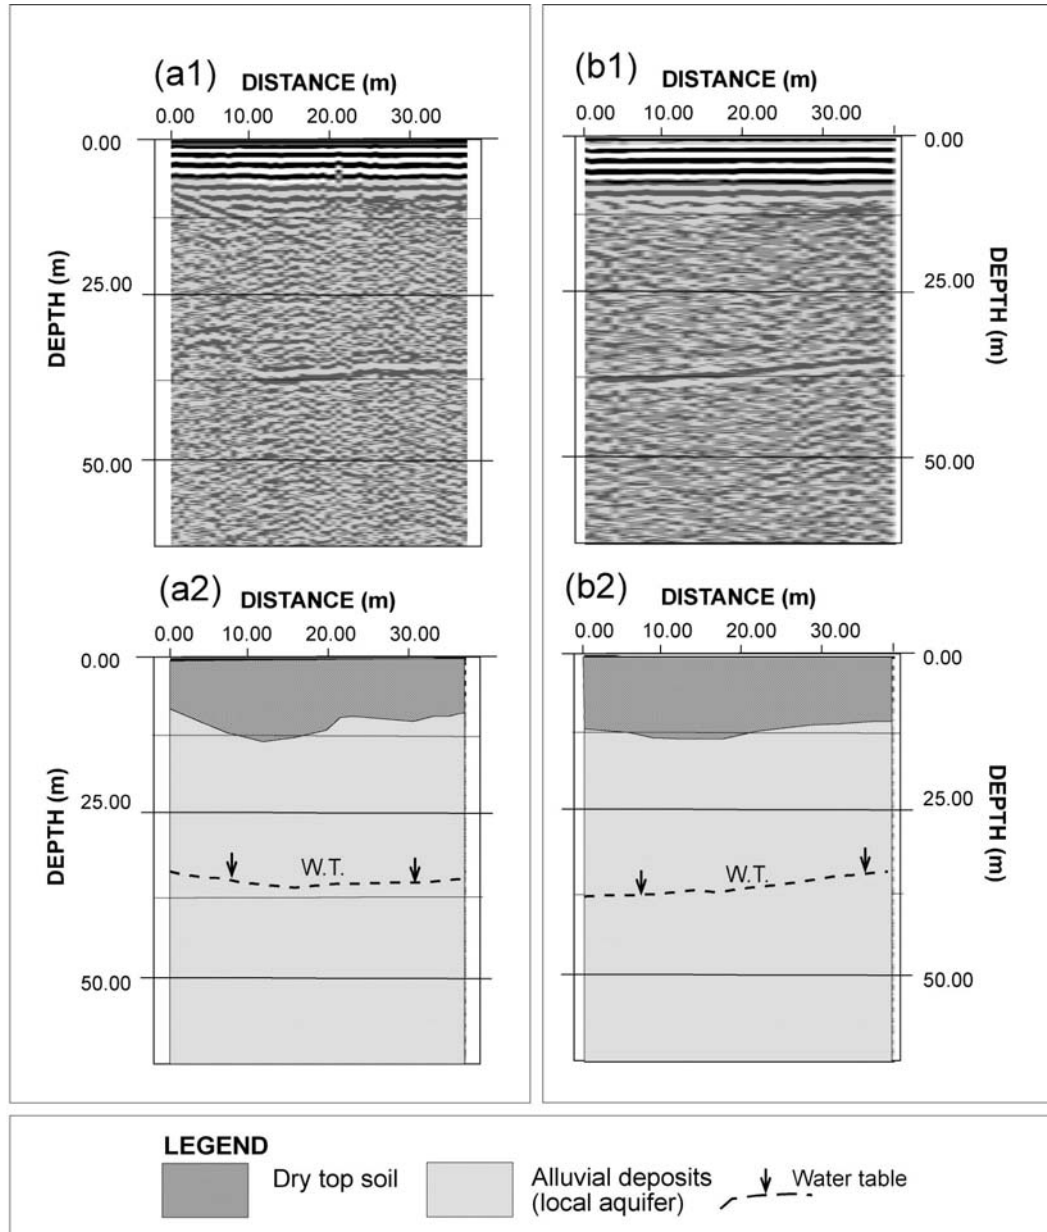 (a1) DISTANCE (m)
0.00 10.00 20.00 30.00
0.00
25.00
50.00
DEPTH (m)
(b1) DISTANCE (m)
0.00 10.00 20.00 30.00
0.00
25.00
50.00
DEPTH (m)
(a2) DISTANCE (m)
0.00 10.00 20.00 30.00
0.00
25.00
50.00
DEPTH (m)
W.T.
(b2) DISTANCE (m)
0.00 10.00 20.00 30.00
0.00
25.00
50.00
DEPTH (m)
W.T.
LEGEND
Dry top soil
Alluvial deposits
(local aquifer)
Water table